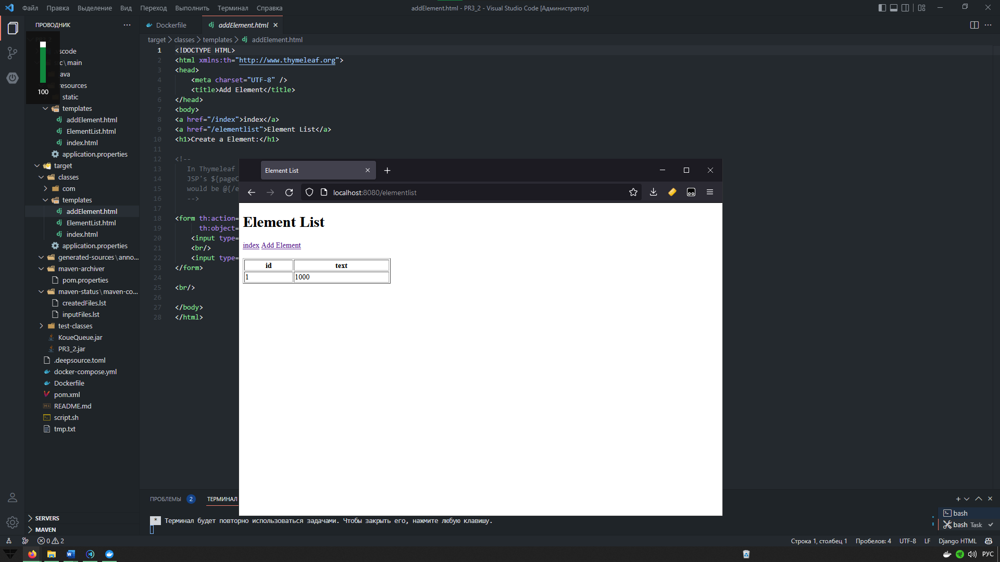 Файл Правка Выделение Вид Переход Выполнить Терминал Справка
addElement.html - PR3_2 - Visual Studio Code [Администратор]
ПРОВОДНИК
Dockerfile
addElement.html
target > classes > templates > addElement.html
100
scode
c\main
ava
resources
static
templates
addElement.html
ElementList.html
index.html
application.properties
target
classes
com
templates
addElement.html
ElementList.html
index.html
application.properties
generated-sources\anno...
maven-archiver
pom.properties
maven-status\maven-co...
createdFiles.lst
inputFiles.lst
test-classes
KoueQueue.jar
PR3_2.jar
.deepsource.toml
docker-compose.yml
Dockerfile
pom.xml
README.md
script.sh
tmp.txt
SERVERS
MAVEN
1 <!DOCTYPE HTML>
2 <html xmlns:th="http://www.thymeleaf.org">
3 <head>
4 <meta charset="UTF-8" />
5 <title>Add Element</title>
6 </head>
7 <body>
8 <a href="/index">index</a>
9 <a href="/elementlist">Element List</a>
10 <h1>Create a Element:</h1>
11
12 <!--
13 In Thymeleaf
14 JSP's ${pageC
15 would be @{/e
16 -->
17
18 <form th:action=
19 th:object=
20 <input type=
21 <br/>
22 <input type=
23 </form>
24
25 <br/>
26
27 </body>
28 </html>
Element List
localhost:8080/elementlist
Element List
index Add Element
id text
1 1000
ПРОБЛЕМЫ 2 ТЕРМИНАЛ
* Терминал будет повторно использоваться задачами. Чтобы закрыть его, нажмите любую клавишу.
bash
bash Task
0 2
Строка 1, столбец 1 Пробелов: 4 UTF-8 LF Django HTML
РУС